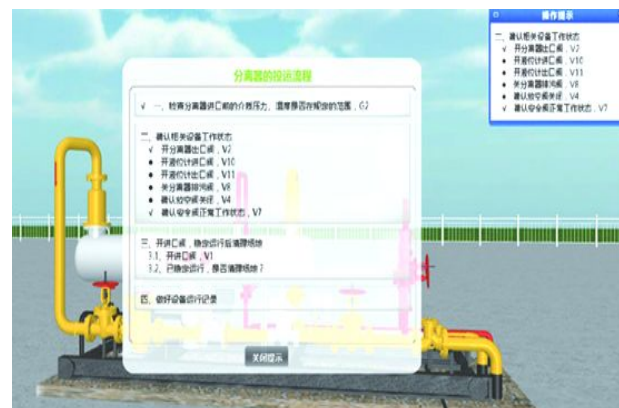 分离器的投运流程
√ 一、检查分离器进口前的介质压力、温度是否在规定的范围，G2
二、确认相关设备工作状态
√ 开分离器出口阀，V2
● 开液位计进口阀，V10
● 开液位计出口阀，V11
● 关分离器排污阀，V8
● 确认放空阀关闭，V4
√ 确认安全阀正常工作状态，V7
三、开进口阀，稳定运行后清理场地
3.1、开进口阀，V1
3.2、已稳定运行，是否清理场地？
四、做好设备运行记录
关闭提示
操作提示
二、确认相关设备工作状态
√ 开分离器出口阀，V2
● 开液位计进口阀，V10
● 开液位计出口阀，V11
● 关分离器排污阀，V8
● 确认放空阀关闭，V4
√ 确认安全阀正常工作状态，V7